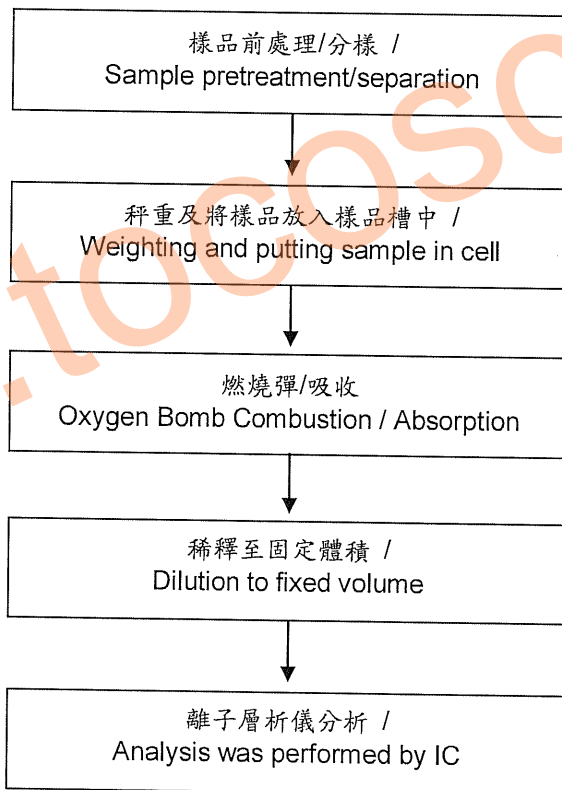 樣品前處理/分樣 /
Sample pretreatment/separation
秤重及將樣品放入樣品槽中 /
Weighting and putting sample in cell
燃燒彈/吸收
Oxygen Bomb Combustion / Absorption
稀釋至固定體積 /
Dilution to fixed volume
離子層析儀分析 /
Analysis was performed by IC
.tocoso